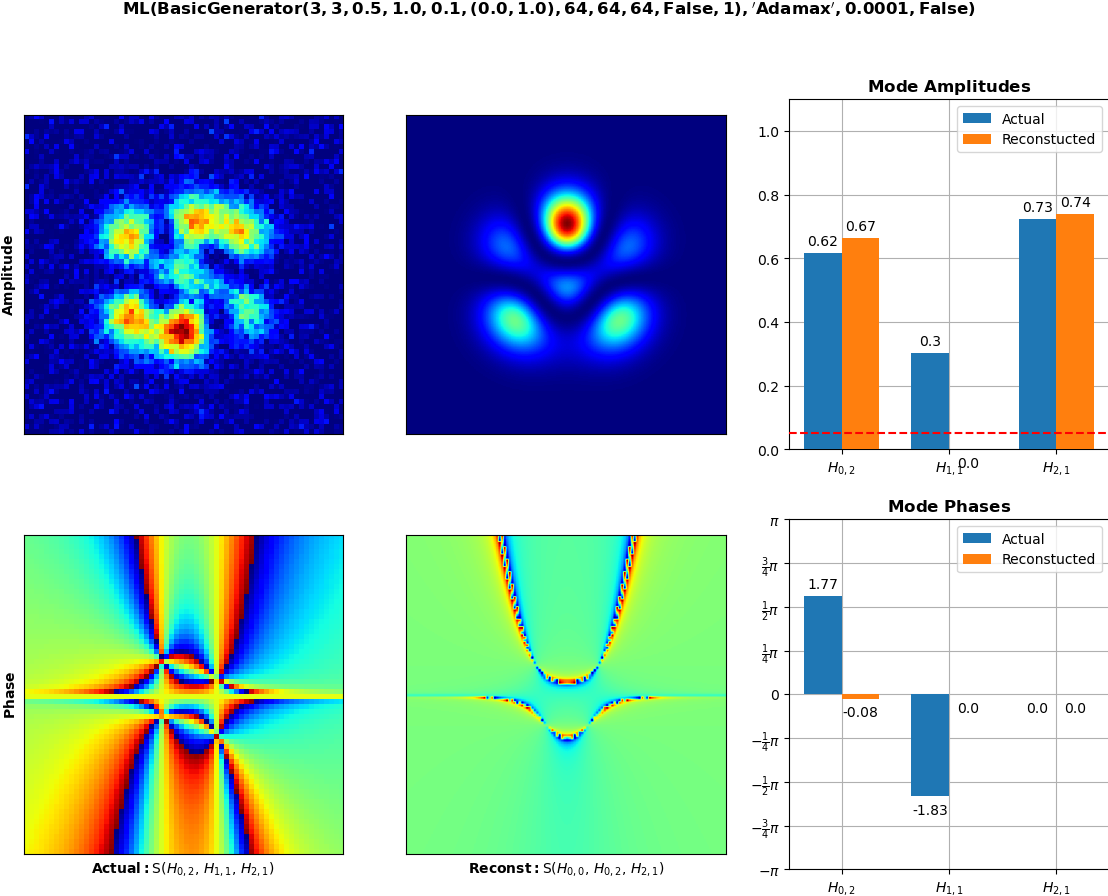 ML(BasicGenerator(3, 3, 0.5, 1.0, 0.1, (0.0, 1.0), 64, 64, 64, False, 1), ′Adamax′, 0.0001, False)
Amplitude
Mode Amplitudes
Actual
Reconstucted
1.0
0.8
0.6
0.4
0.2
0.0
0.62
0.67
0.3
0.0
0.73
0.74
H0,2
H1,1
H2,1
Phase
Actual: S(H0,2, H1,1, H2,1)
Reconst: S(H0,0, H0,2, H2,1)
Mode Phases
Actual
Reconstucted
π
3/4π
1/2π
1/4π
0
−1/4π
−1/2π
−3/4π
−π
1.77
-0.08
-1.83
0.0
0.0
0.0
H0,2
H1,1
H2,1